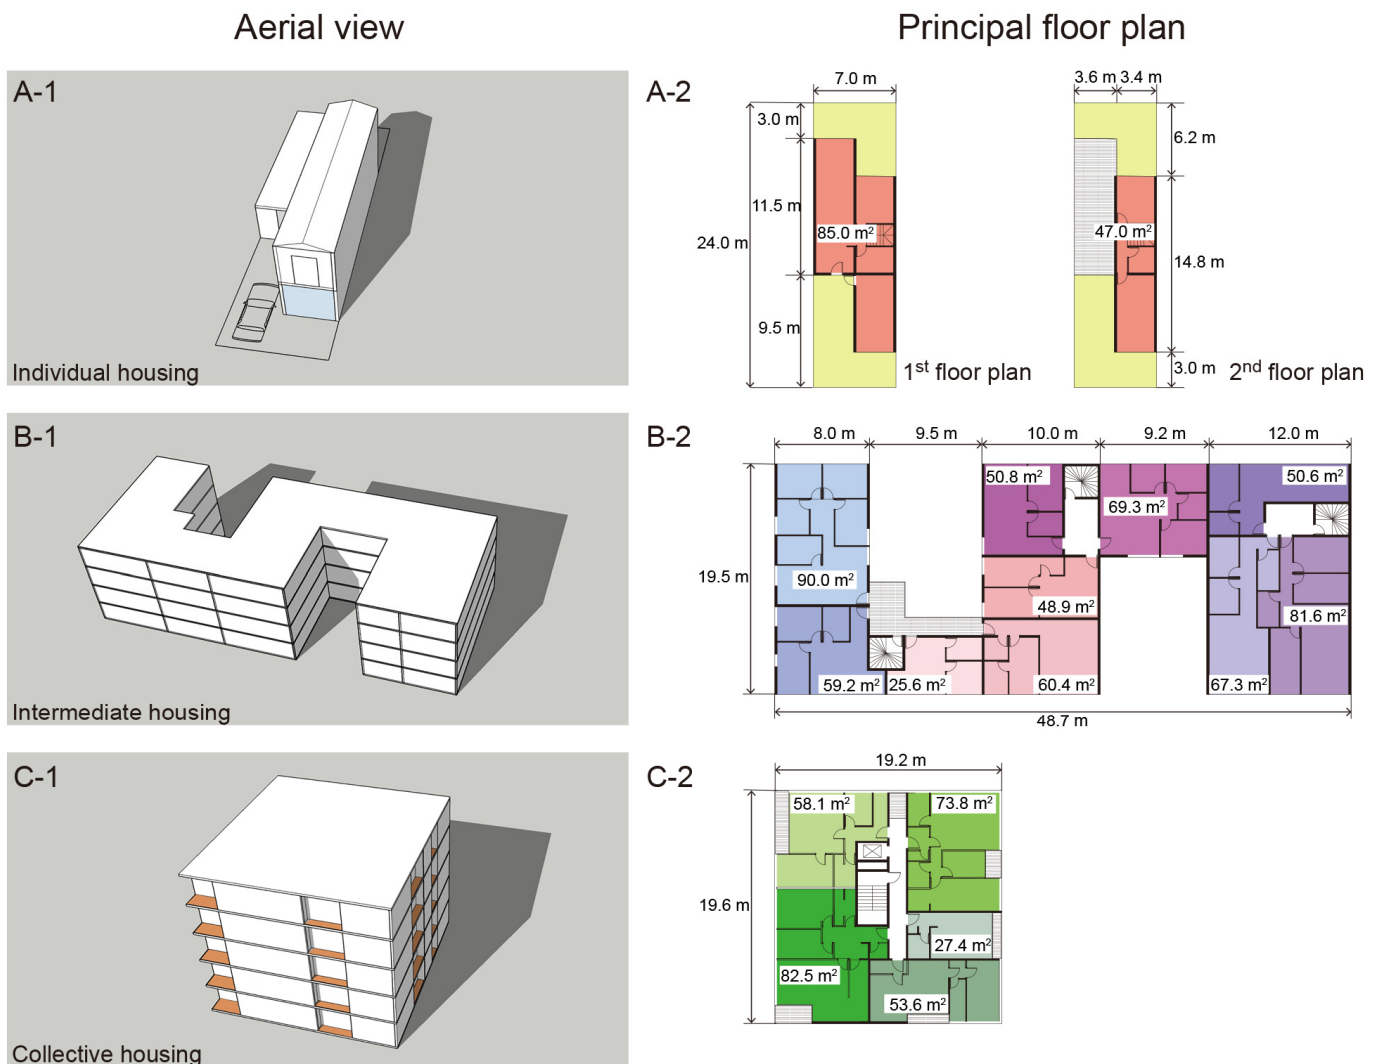 Aerial view
Principal floor plan
A-1
Individual housing
A-2
7.0 m
3.0 m
11.5 m
24.0 m
85.0 m²
9.5 m
1st floor plan
3.6 m 3.4 m
6.2 m
47.0 m²
14.8 m
3.0 m
2nd floor plan
B-1
Intermediate housing
B-2
8.0 m 9.5 m 10.0 m 9.2 m 12.0 m
19.5 m
50.8 m²
50.6 m²
69.3 m²
90.0 m²
48.9 m²
81.6 m²
59.2 m² 25.6 m² 60.4 m² 67.3 m²
48.7 m
C-1
Collective housing
C-2
19.2 m
58.1 m² 73.8 m²
19.6 m
27.4 m²
82.5 m²
53.6 m²